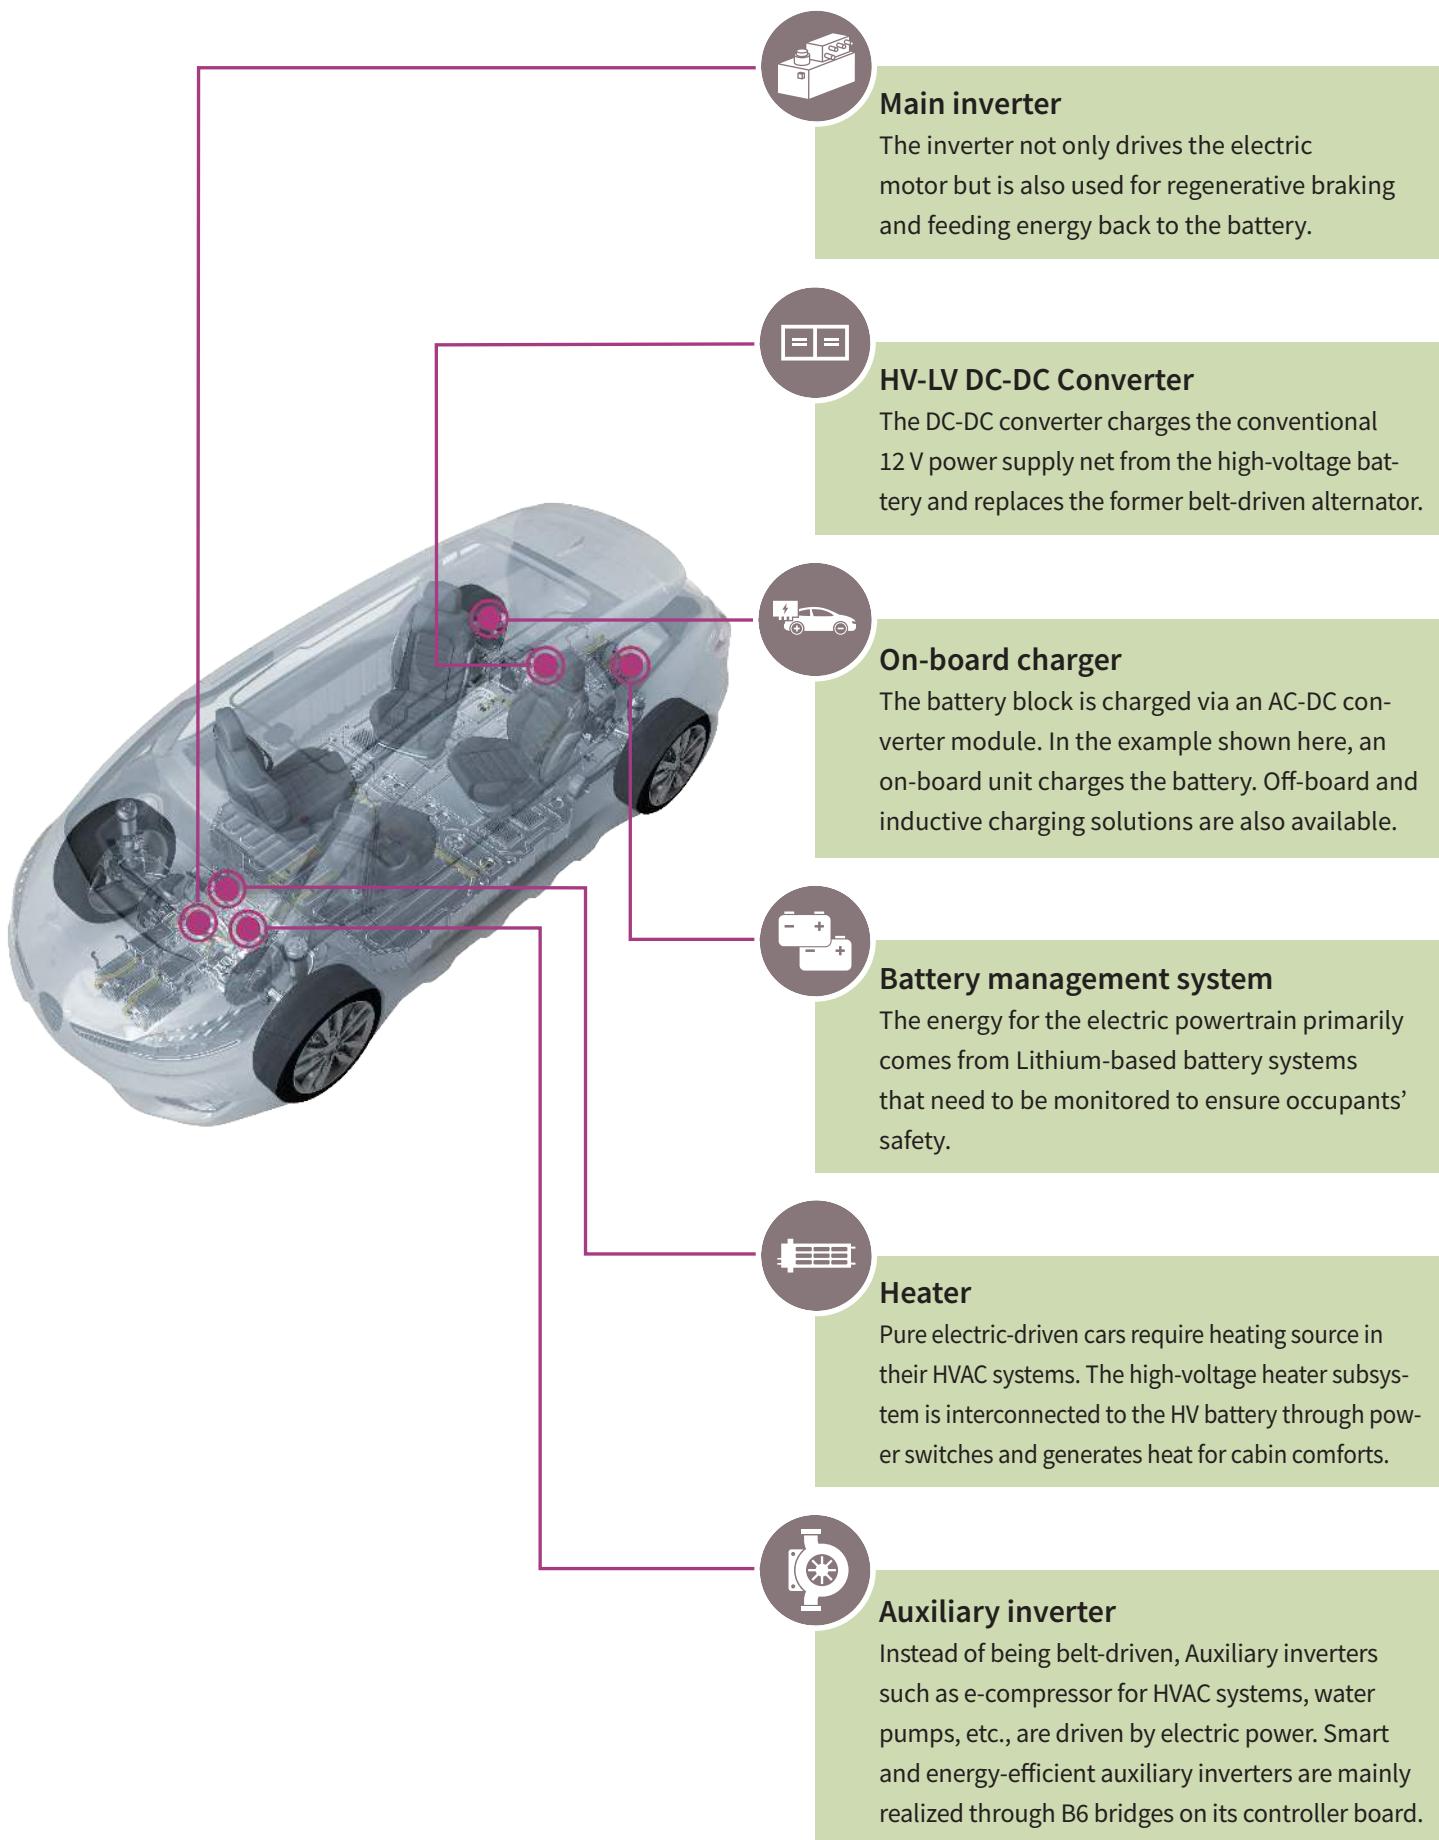 Main inverter
The inverter not only drives the electric
motor but is also used for regenerative braking
and feeding energy back to the battery.
HV-LV DC-DC Converter
The DC-DC converter charges the conventional
12 V power supply net from the high-voltage bat-
tery and replaces the former belt-driven alternator.
On-board charger
The battery block is charged via an AC-DC con-
verter module. In the example shown here, an
on-board unit charges the battery. Off-board and
inductive charging solutions are also available.
Battery management system
The energy for the electric powertrain primarily
comes from Lithium-based battery systems
that need to be monitored to ensure occupants’
safety.
Heater
Pure electric-driven cars require heating source in
their HVAC systems. The high-voltage heater subsys-
tem is interconnected to the HV battery through pow-
er switches and generates heat for cabin comforts.
Auxiliary inverter
Instead of being belt-driven, Auxiliary inverters
such as e-compressor for HVAC systems, water
pumps, etc., are driven by electric power. Smart
and energy-efficient auxiliary inverters are mainly
realized through B6 bridges on its controller board.